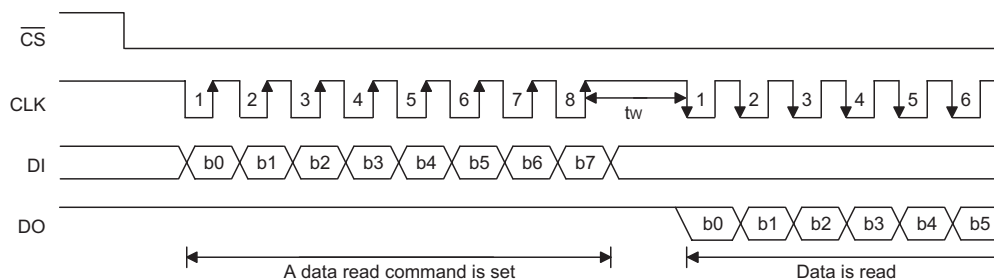 CS
CLK 1 2 3 4 5 6 7 8 tw 1 2 3 4 5 6
DI b0 b1 b2 b3 b4 b5 b6 b7
DO b0 b1 b2 b3 b4 b5
A data read command is set Data is read